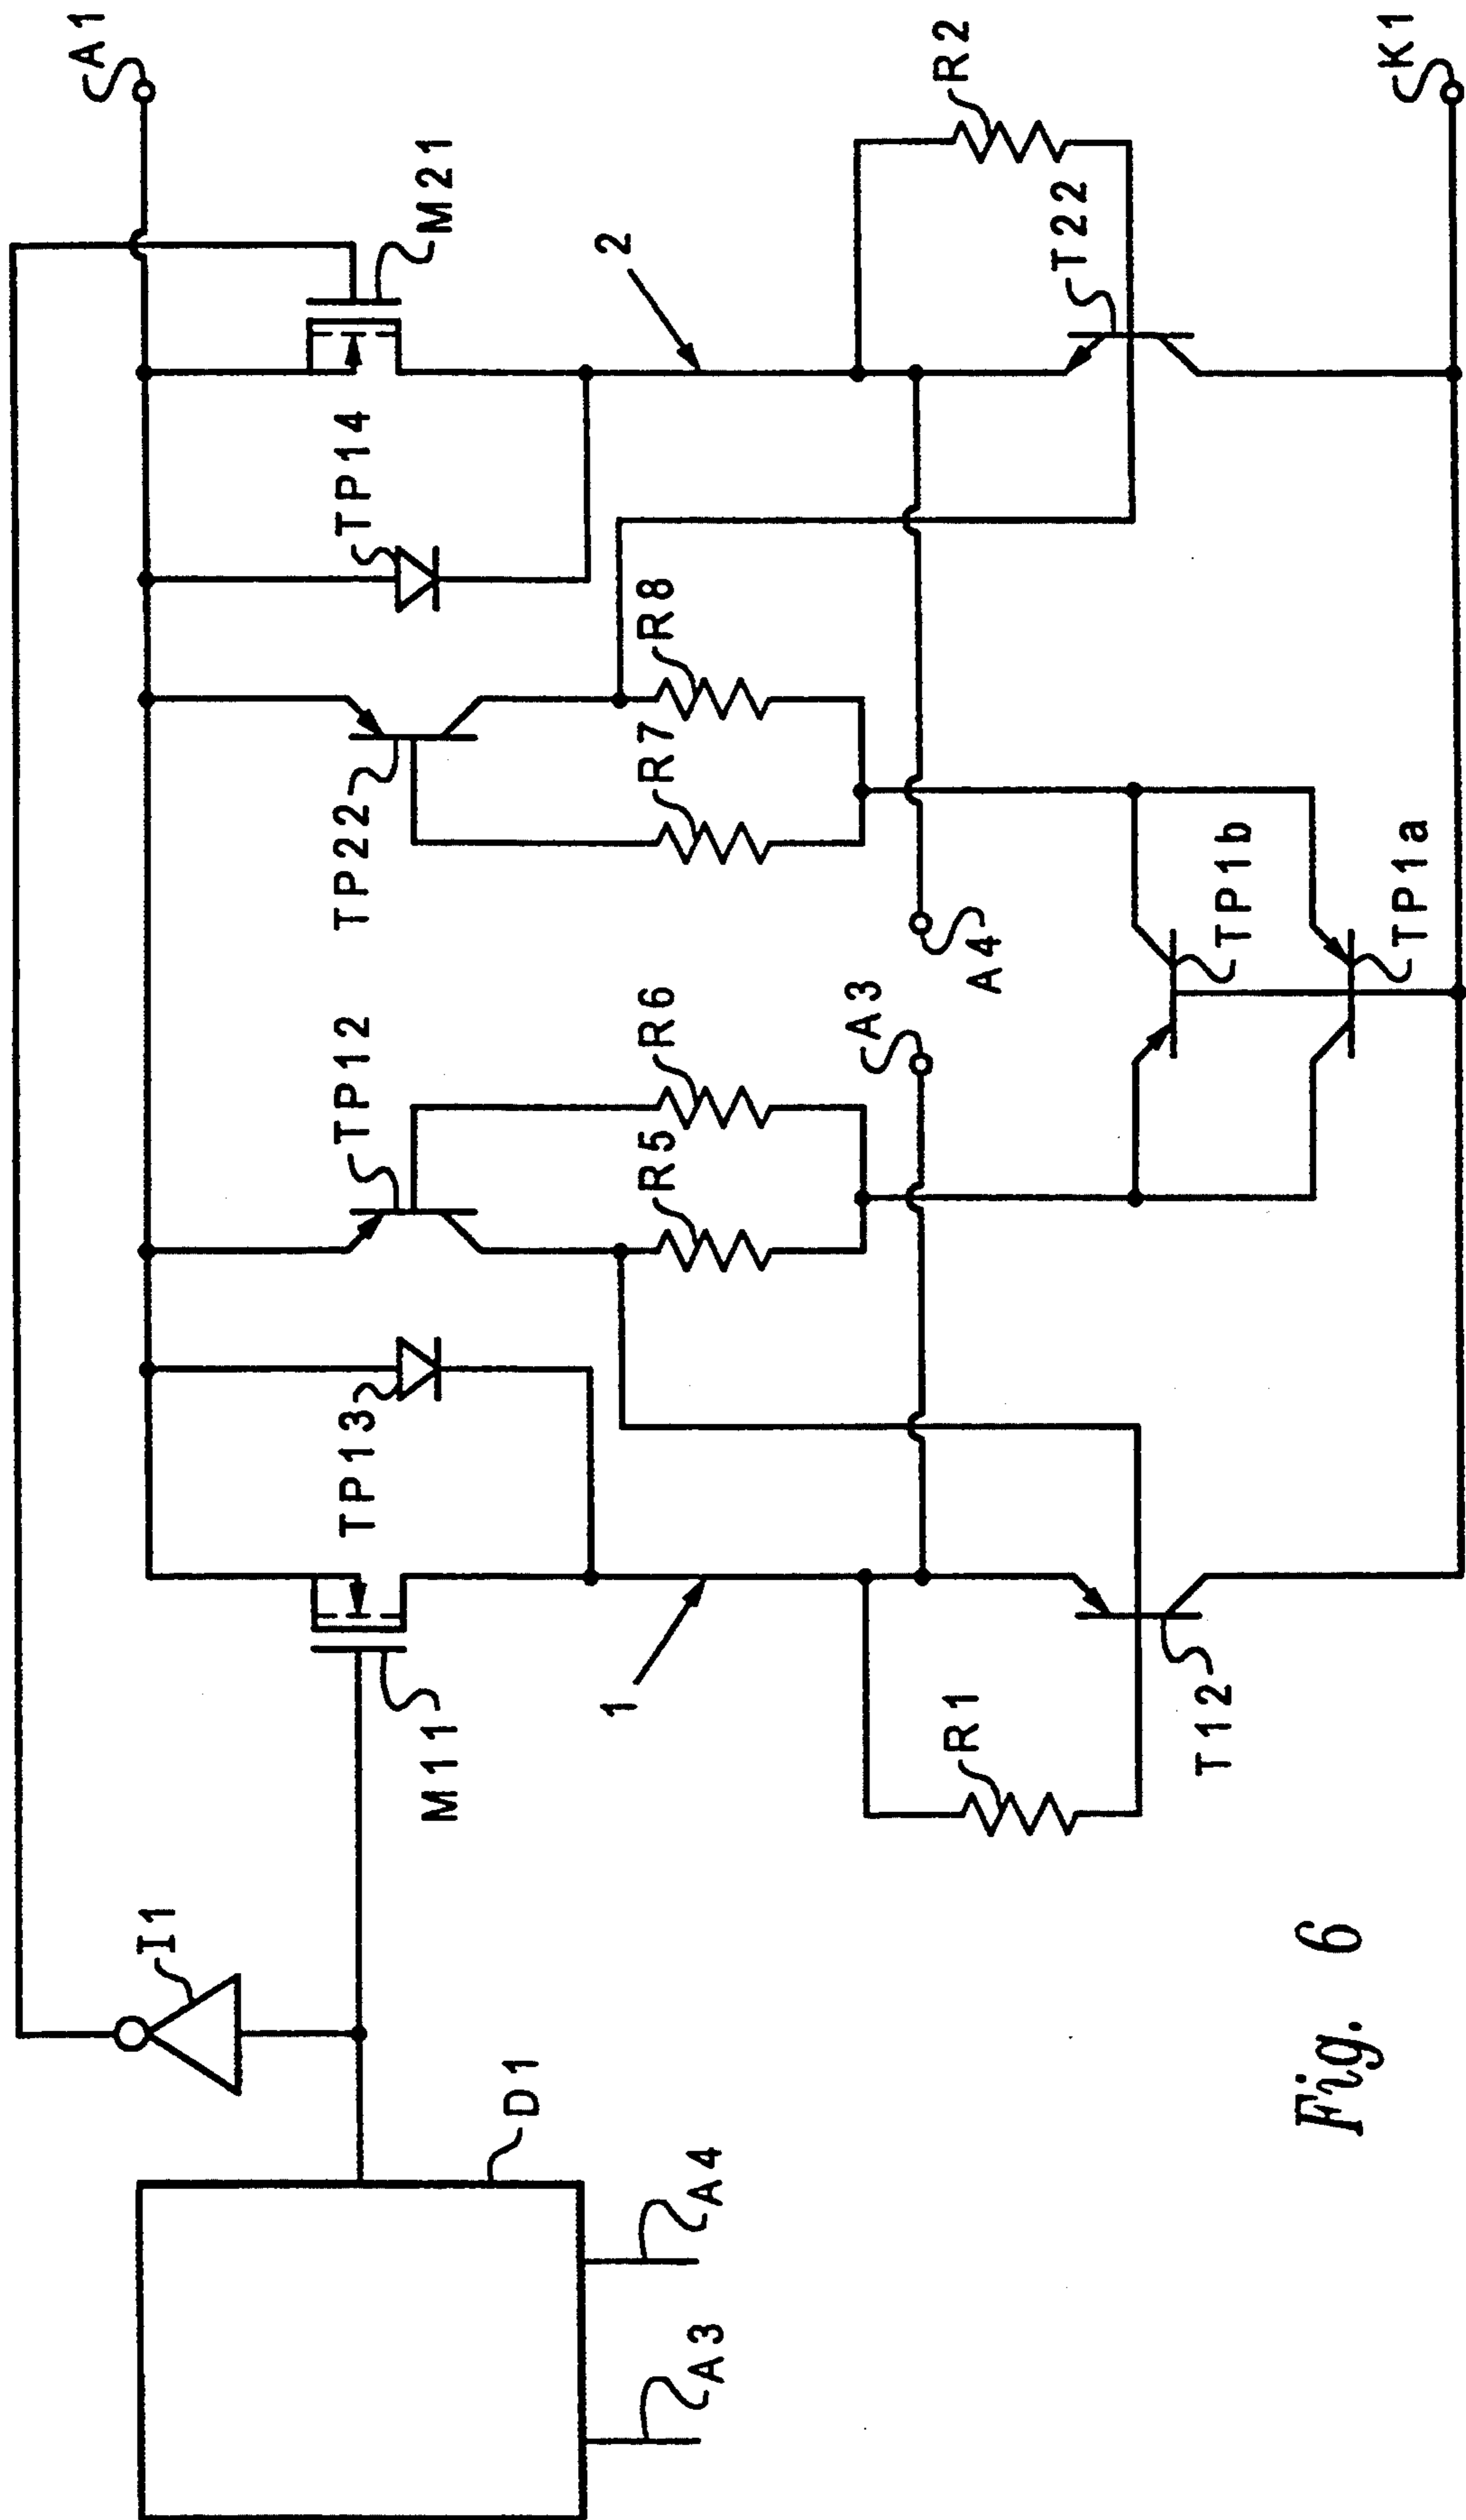 A1
M21
TP14
2
R2
T22
TP22
R7
R8
A4
TP1b
TP1a
K1
TP12
R5
R6
A3
TP13
1
M11
R1
T12
I1
D1
A3
A4
Fig. 6